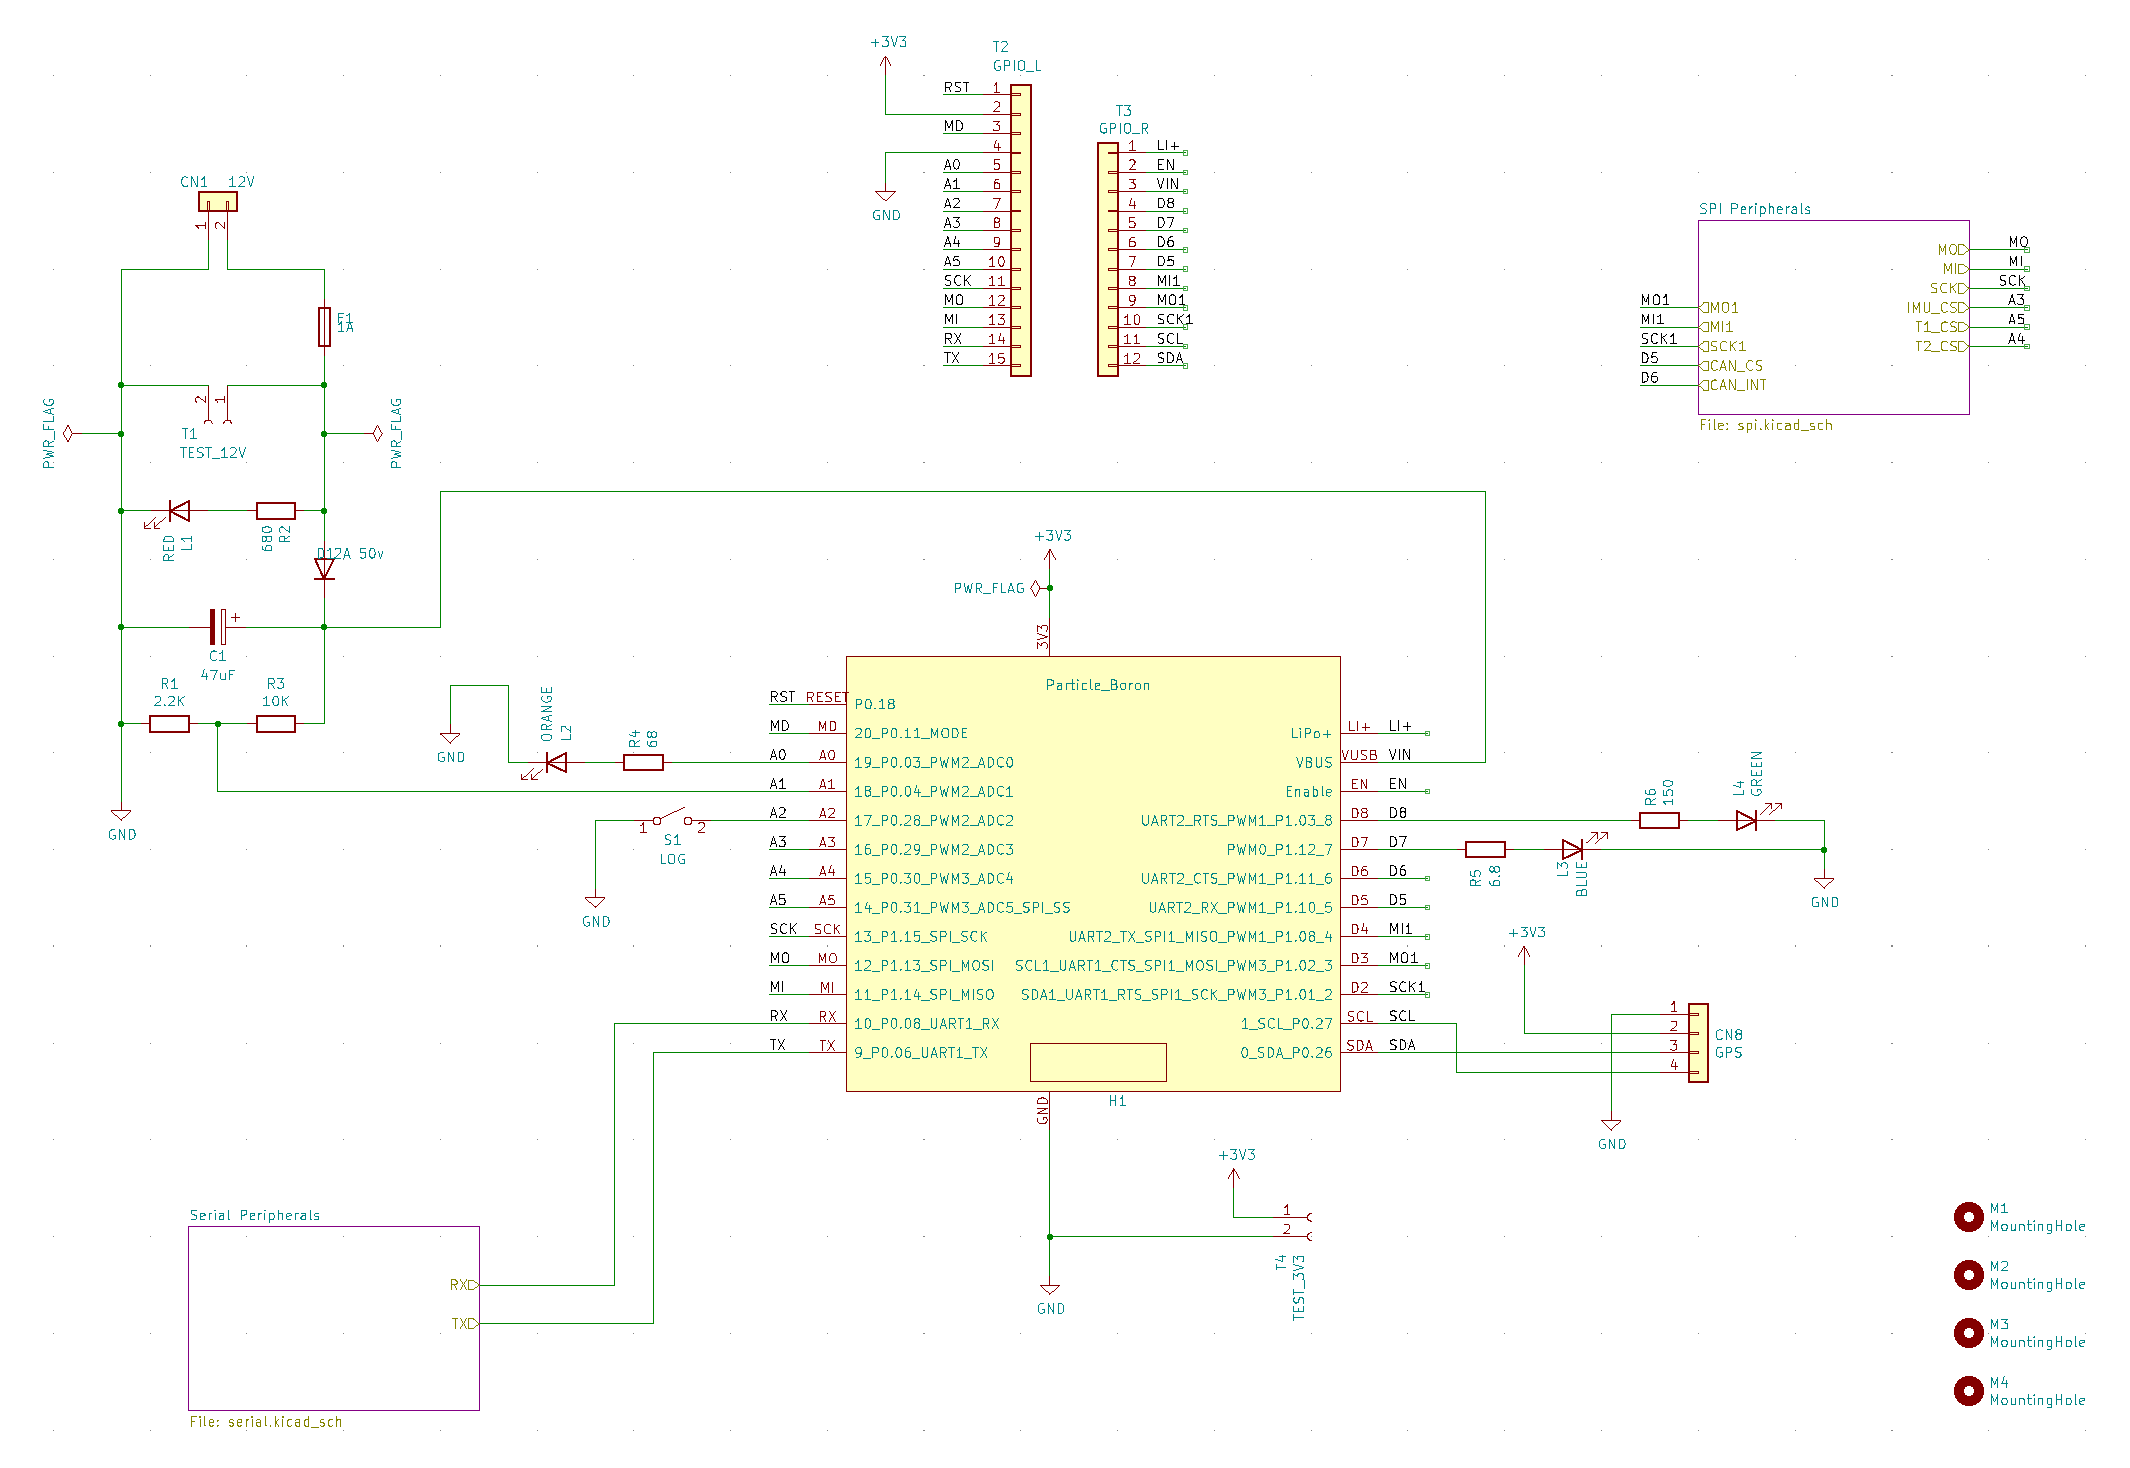 +3V3
T2
GPIO_L
RST 1
2
MD 3
4
A0 5
A1 6
A2 7
A3 8
A4 9
A5 10
SCK 11
MO 12
MI 13
RX 14
TX 15
GND
T3
GPIO_R
1 LI+
2 EN
3 VIN
4 D8
5 D7
6 D6
7 D5
8 MI1
9 MO1
10 SCK1
11 SCL
12 SDA
CN1 12V
1 2
F1
1A
2 1
T1
TEST_12V
PWR_FLAG
PWR_FLAG
RED
L1
680
R2
D1 2A 50v
+
C1
47uF
R1
2.2K
R3
10K
GND
SPI Peripherals
MO MO
MI MI
SCK SCK
MO1 MO1
IMU_CS A3
MI1 MI1
T1_CS A5
SCK1 SCK1
T2_CS A4
D5 CAN_CS
D6 CAN_INT
File: spi.kicad_sch
+3V3
PWR_FLAG
3V3
Particle_Boron
RST RESET P0.18
MD MD 20_P0.11_MODE
A0 A0 19_P0.03_PWM2_ADC0
A1 A1 18_P0.04_PWM2_ADC1
A2 A2 17_P0.28_PWM2_ADC2
A3 A3 16_P0.29_PWM2_ADC3
A4 A4 15_P0.30_PWM3_ADC4
A5 A5 14_P0.31_PWM3_ADC5_SPI_SS
SCK SCK 13_P1.15_SPI_SCK
MO MO 12_P1.13_SPI_MOSI
MI MI 11_P1.14_SPI_MISO
RX RX 10_P0.08_UART1_RX
TX TX 9_P0.06_UART1_TX
LiPo+ LI+ LI+
VBUS VUSB VIN
Enable EN EN
UART2_RTS_PWM1_P1.03_8 D8 D8
PWM0_P1.12_7 D7 D7
UART2_CTS_PWM1_P1.11_6 D6 D6
UART2_RX_PWM1_P1.10_5 D5 D5
UART2_TX_SPI1_MISO_PWM1_P1.08_4 D4 MI1
SCL1_UART1_CTS_SPI1_MOSI_PWM3_P1.02_3 D3 MO1
SDA1_UART1_RTS_SPI1_SCK_PWM3_P1.01_2 D2 SCK1
1_SCL_P0.27 SCL SCL
0_SDA_P0.26 SDA SDA
GND
H1
GND
ORANGE
L2
R4
68
GND
1 2
S1
LOG
GND
R6
150
L4
GREEN
R5
6.8
L3
BLUE
GND
+3V3
1
2
3
4
CN8
GPS
GND
+3V3
1
2
T4
TEST_3V3
Serial Peripherals
RX
TX
File: serial.kicad_sch
M1
MountingHole
M2
MountingHole
M3
MountingHole
M4
MountingHole